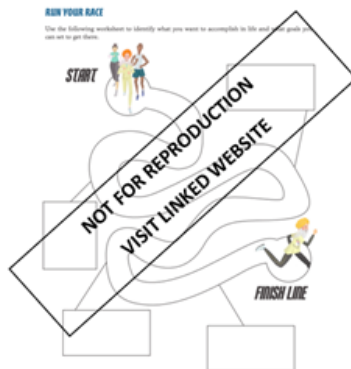 RUN YOUR RACE
Use the following worksheet to identify what you want to accomplish in life and what goals you
can set to get there.
START
NOT FOR REPRODUCTION
VISIT LINKED WEBSITE
FINISH LINE